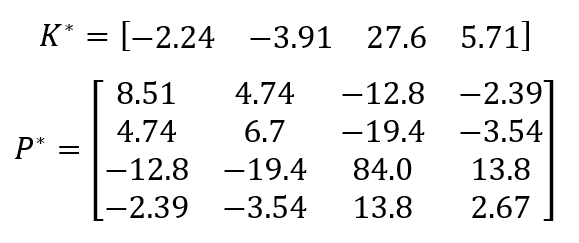 K* = [−2.24 −3.91 27.6 5.71]
P* = [8.51 4.74 −12.8 −2.39
4.74 6.7 −19.4 −3.54
−12.8 −19.4 84.0 13.8
−2.39 −3.54 13.8 2.67]